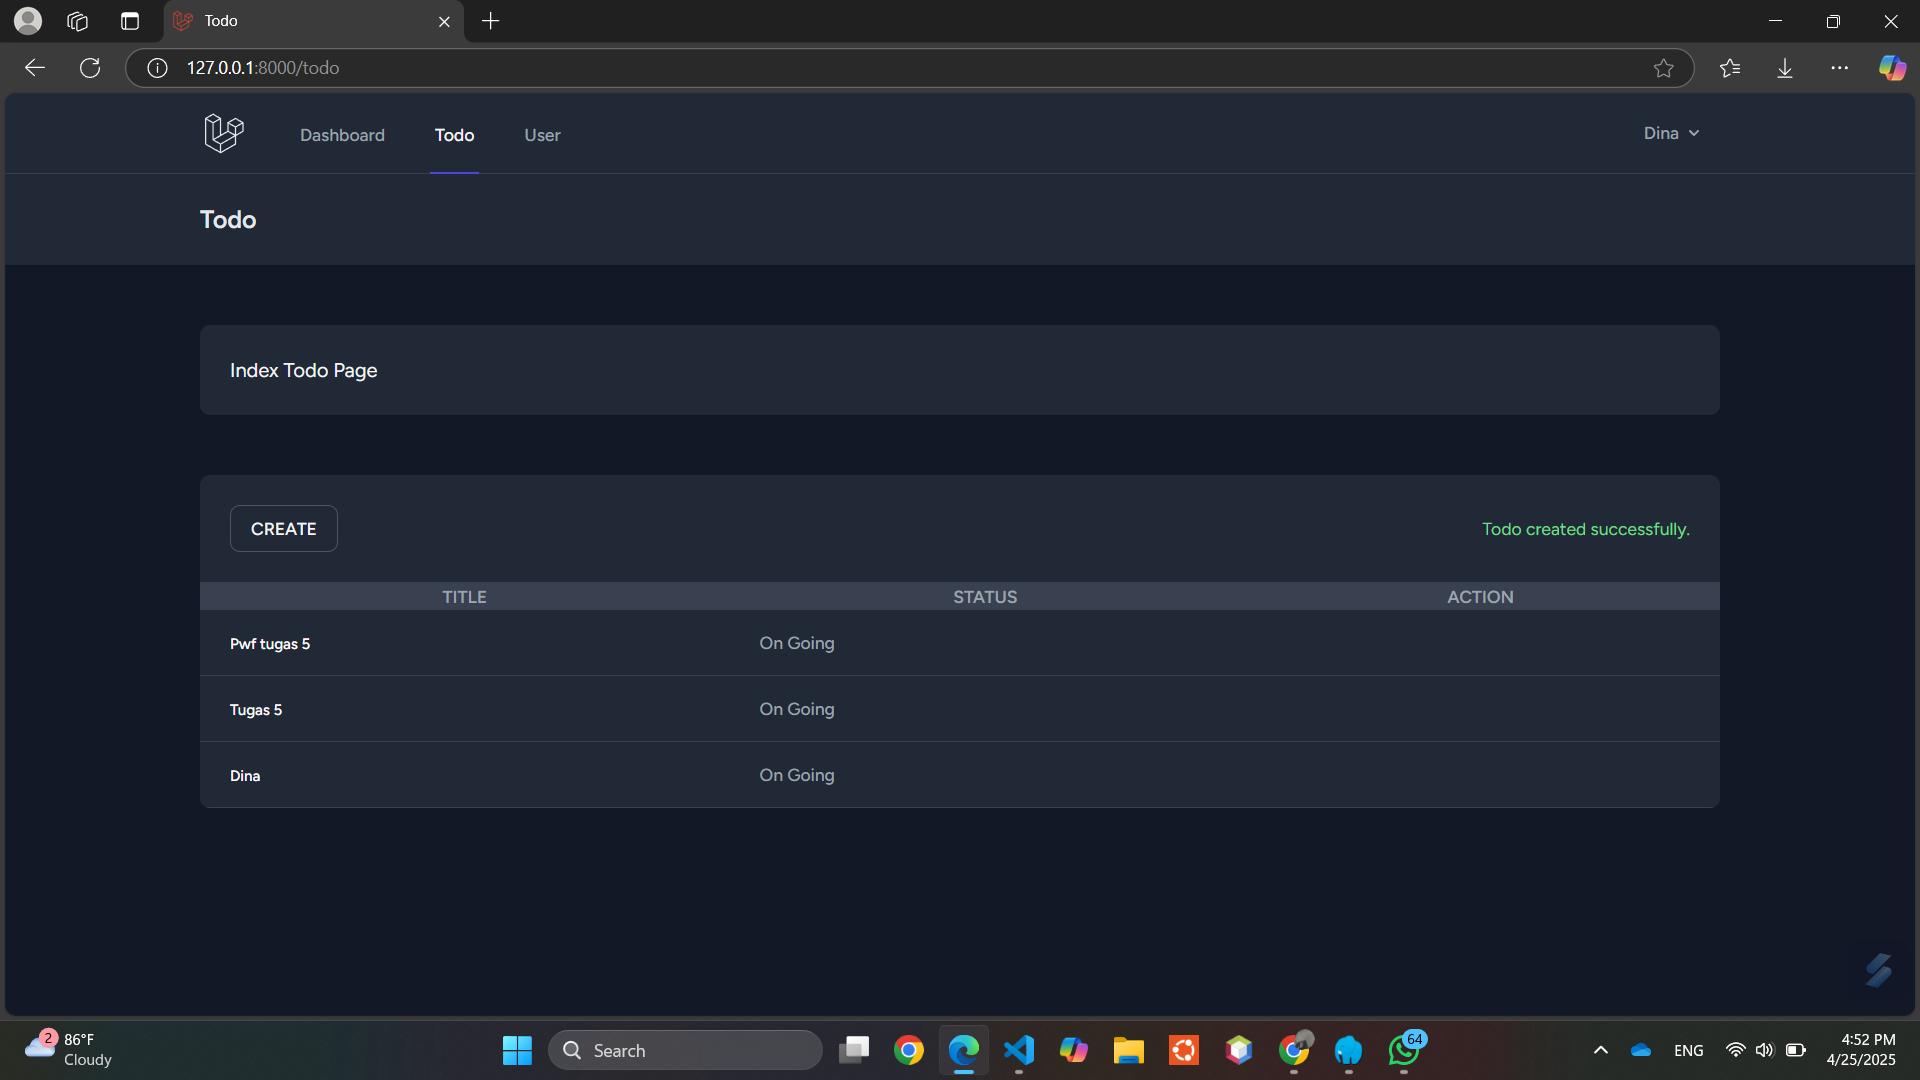 Todo
127.0.0.1:8000/todo
Dashboard Todo User Dina
Todo
Index Todo Page
CREATE Todo created successfully.
TITLE STATUS ACTION
Pwf tugas 5 On Going
Tugas 5 On Going
Dina On Going
2 86°F
Cloudy
Search
64
ENG
4:52 PM
4/25/2025